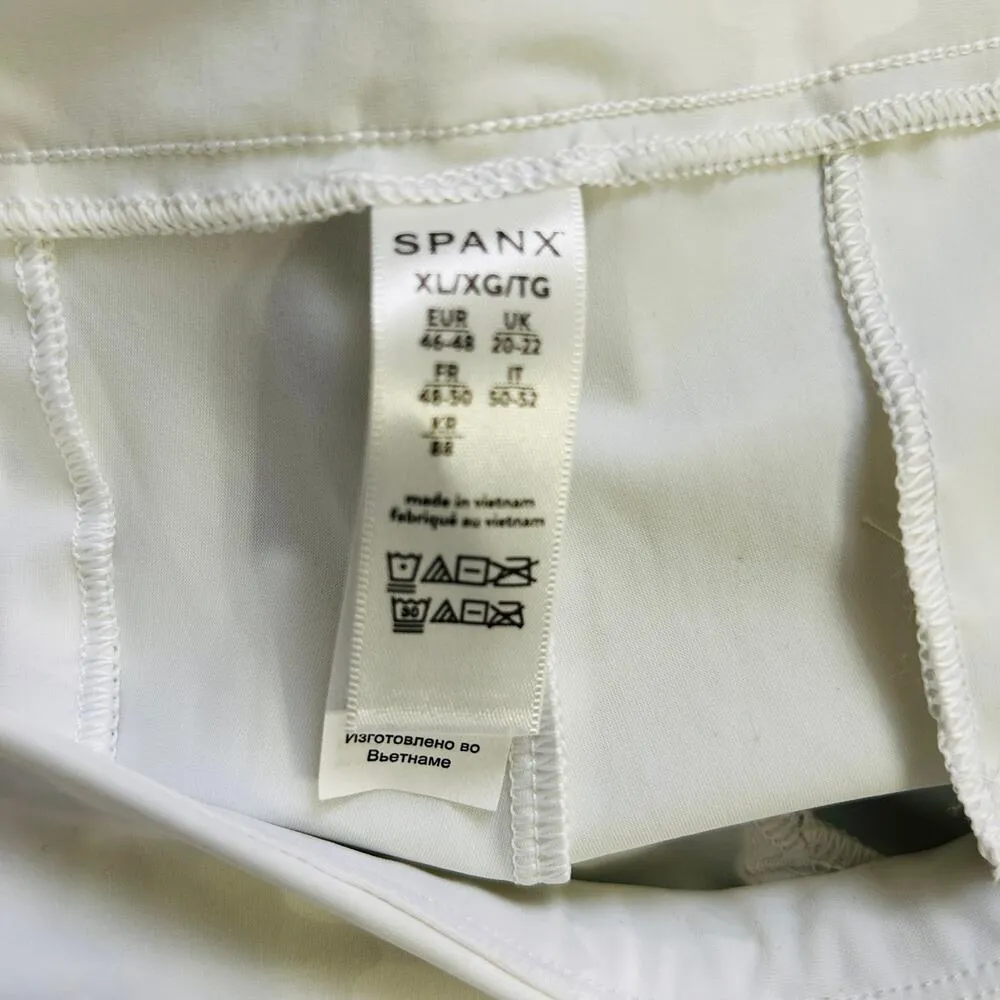 SPANX
XL/XG/TG
EUR UK
46-48 20-22
FR IT
48-50 50-52
KR
88
made in vietnam
fabriqué au vietnam
30
Изготовлено во
Вьетнаме